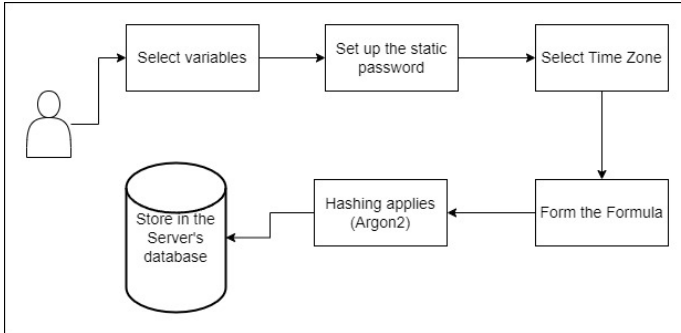 Select variables
Set up the static
password
Select Time Zone
Form the Formula
Hashing applies
(Argon2)
Store in the
Server's
database